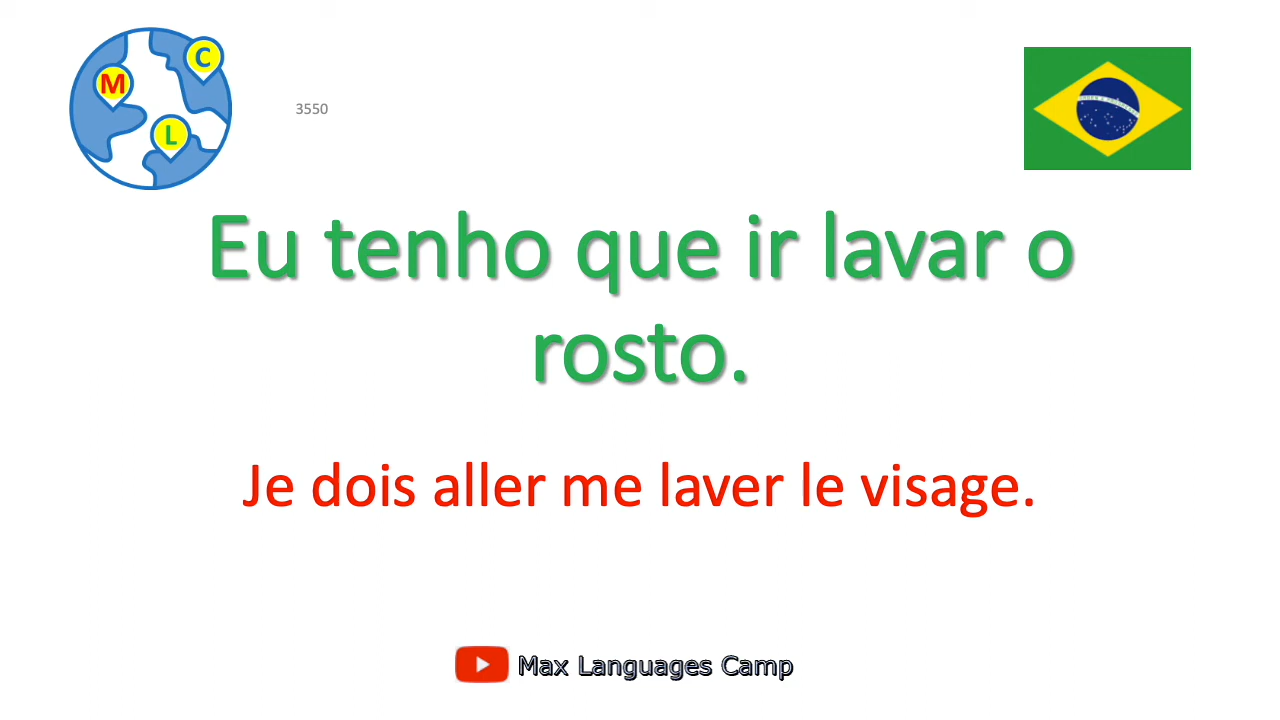 M
C
L
3550
Eu tenho que ir lavar o
rosto.
Je dois aller me laver le visage.
Max Languages Camp